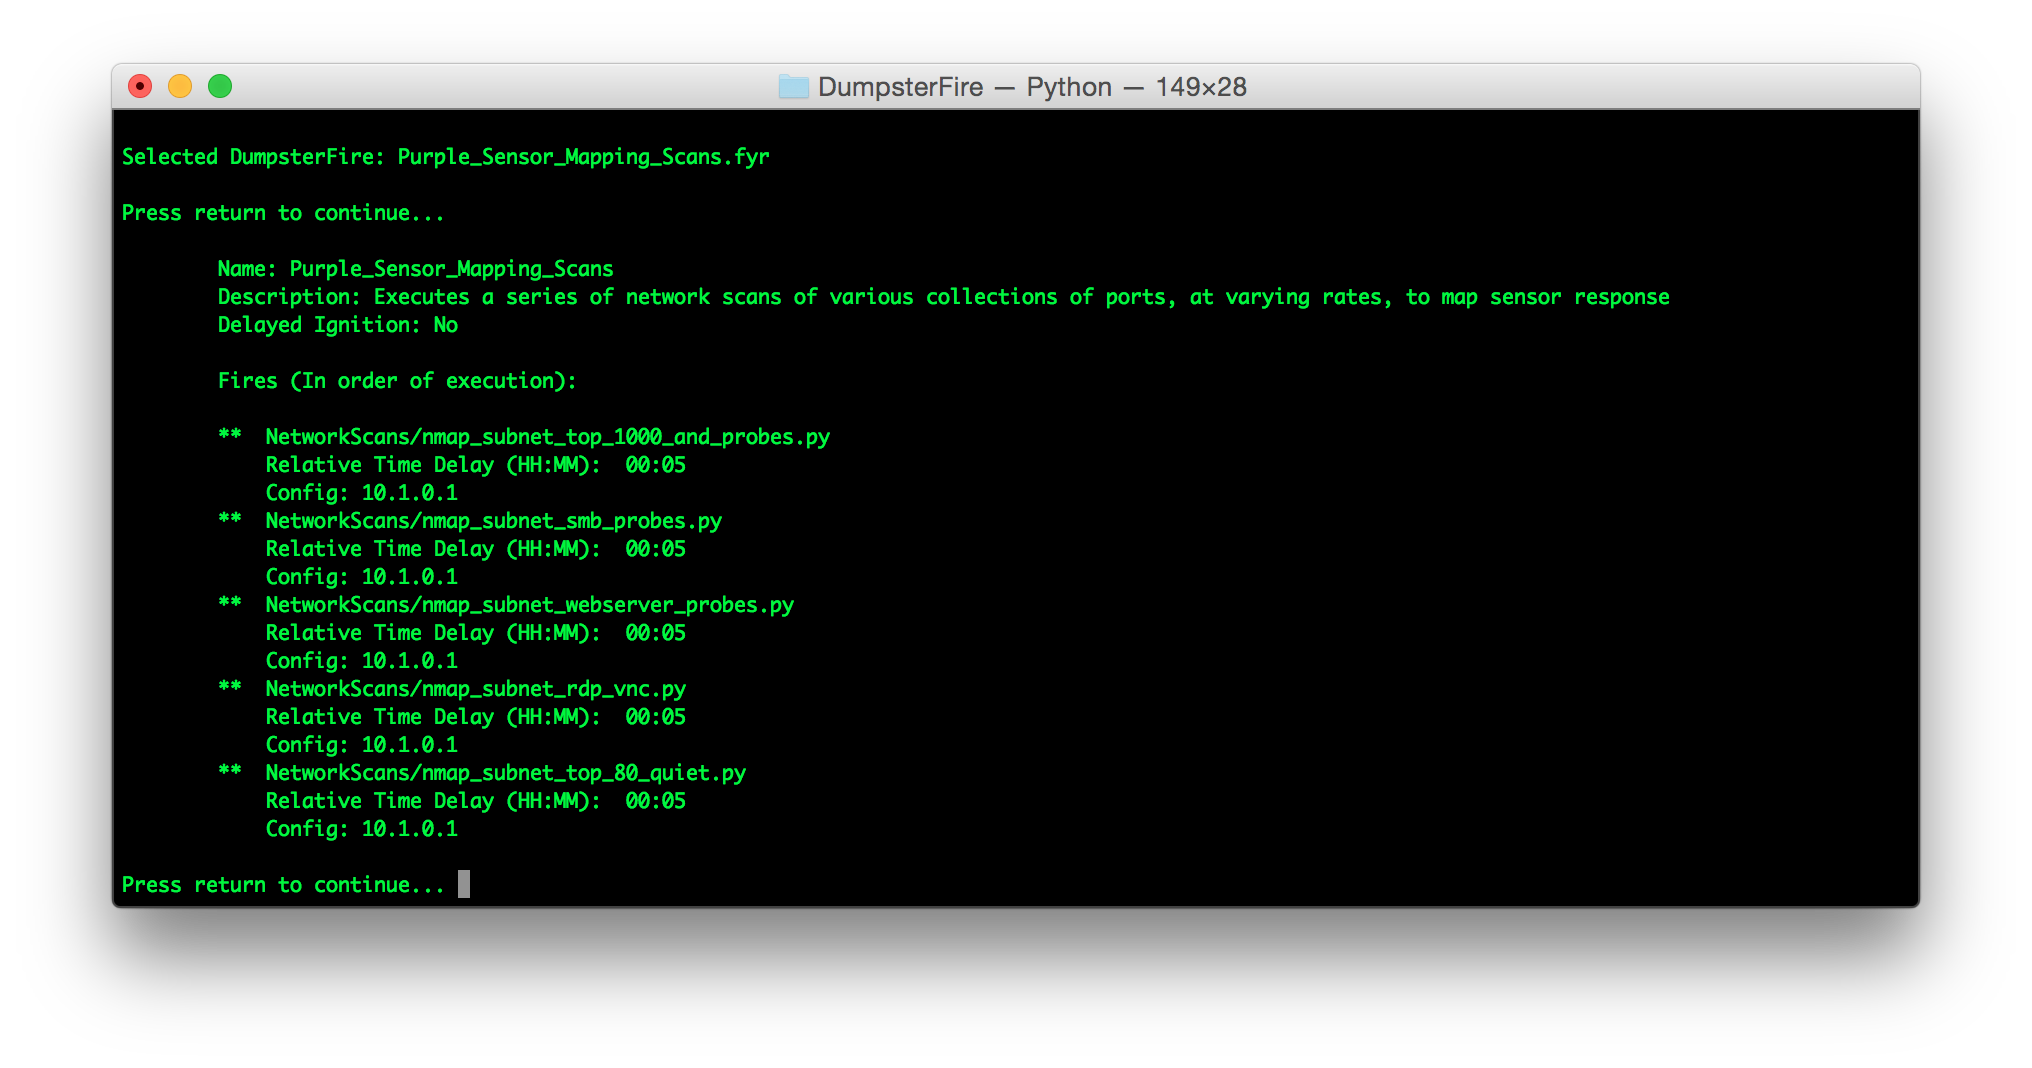 DumpsterFire — Python — 149×28
Selected DumpsterFire: Purple_Sensor_Mapping_Scans.fyr
Press return to continue...
Name: Purple_Sensor_Mapping_Scans
Description: Executes a series of network scans of various collections of ports, at varying rates, to map sensor response
Delayed Ignition: No
Fires (In order of execution):
** NetworkScans/nmap_subnet_top_1000_and_probes.py
Relative Time Delay (HH:MM): 00:05
Config: 10.1.0.1
** NetworkScans/nmap_subnet_smb_probes.py
Relative Time Delay (HH:MM): 00:05
Config: 10.1.0.1
** NetworkScans/nmap_subnet_webserver_probes.py
Relative Time Delay (HH:MM): 00:05
Config: 10.1.0.1
** NetworkScans/nmap_subnet_rdp_vnc.py
Relative Time Delay (HH:MM): 00:05
Config: 10.1.0.1
** NetworkScans/nmap_subnet_top_80_quiet.py
Relative Time Delay (HH:MM): 00:05
Config: 10.1.0.1
Press return to continue...